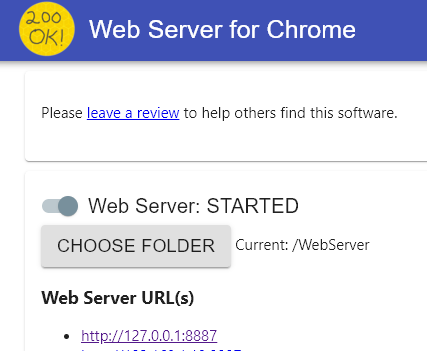 200
OK!
Web Server for Chrome
Please leave a review to help others find this software.
Web Server: STARTED
CHOOSE FOLDER Current: /WebServer
Web Server URL(s)
http://127.0.0.1:8887